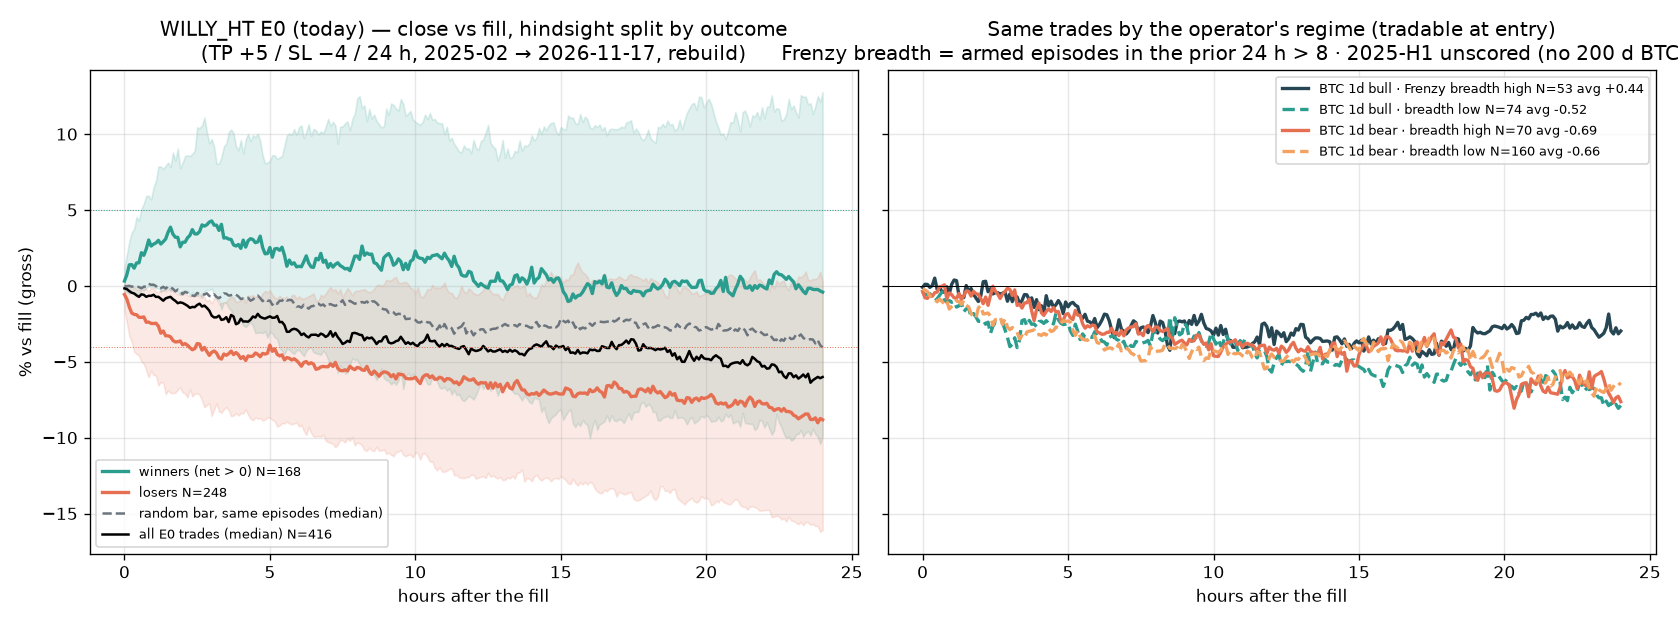 WILLY_HT E0 (today) — close vs fill, hindsight split by outcome
(TP +5 / SL −4 / 24 h, 2025-02 → 2026-11-17, rebuild)
Same trades by the operator's regime (tradable at entry)
Frenzy breadth = armed episodes in the prior 24 h > 8 · 2025-H1 unscored (no 200 d BTC
% vs fill (gross)
10
5
0
−5
−10
−15
winners (net > 0) N=168
losers N=248
random bar, same episodes (median)
all E0 trades (median) N=416
0
5
10
15
20
25
hours after the fill
BTC 1d bull · Frenzy breadth high N=53 avg +0.44
BTC 1d bull · breadth low N=74 avg -0.52
BTC 1d bear · breadth high N=70 avg -0.69
BTC 1d bear · breadth low N=160 avg -0.66
0
5
10
15
20
25
hours after the fill